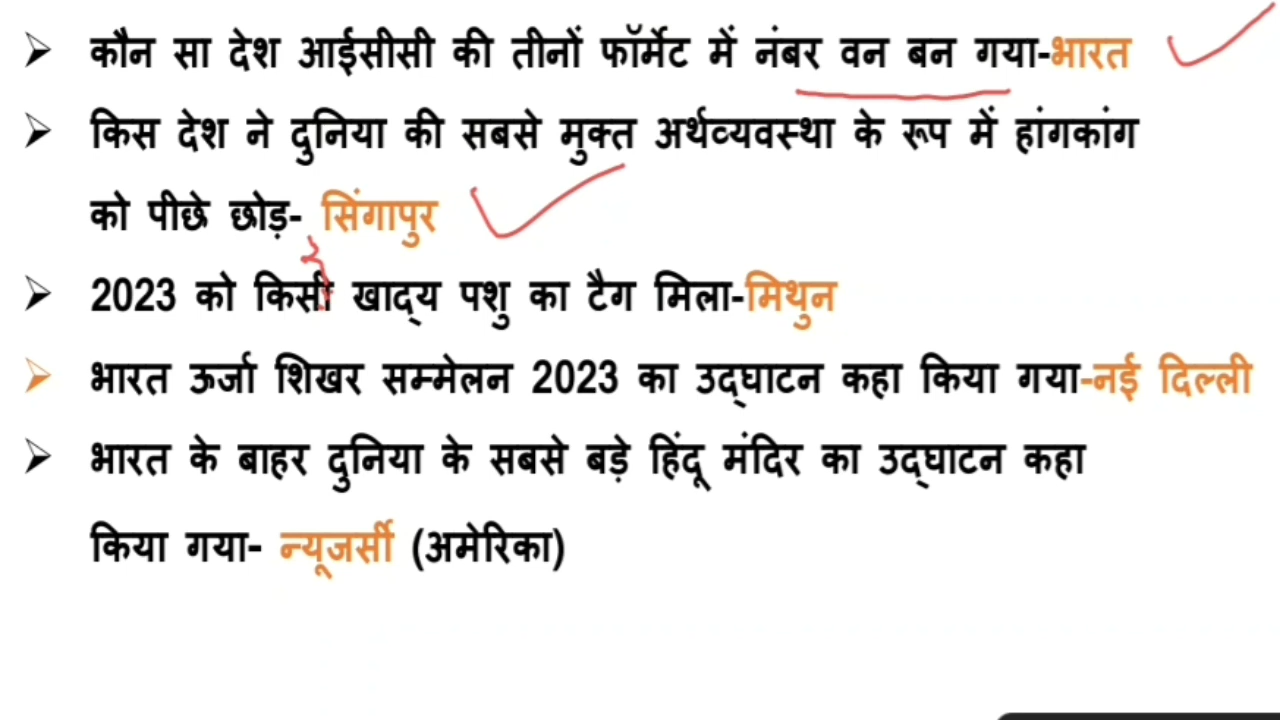 ➢ कौन सा देश आईसीसी की तीनों फॉर्मेट में नंबर वन बन गया-भारत
➢ किस देश ने दुनिया की सबसे मुक्त अर्थव्यवस्था के रूप में हांगकांग
को पीछे छोड़- सिंगापुर
➢ 2023 को किसी खाद्य पशु का टैग मिला-मिथुन
➢ भारत ऊर्जा शिखर सम्मेलन 2023 का उद्घाटन कहा किया गया-नई दिल्ली
➢ भारत के बाहर दुनिया के सबसे बड़े हिंदू मंदिर का उद्घाटन कहा
किया गया- न्यूजर्सी (अमेरिका)